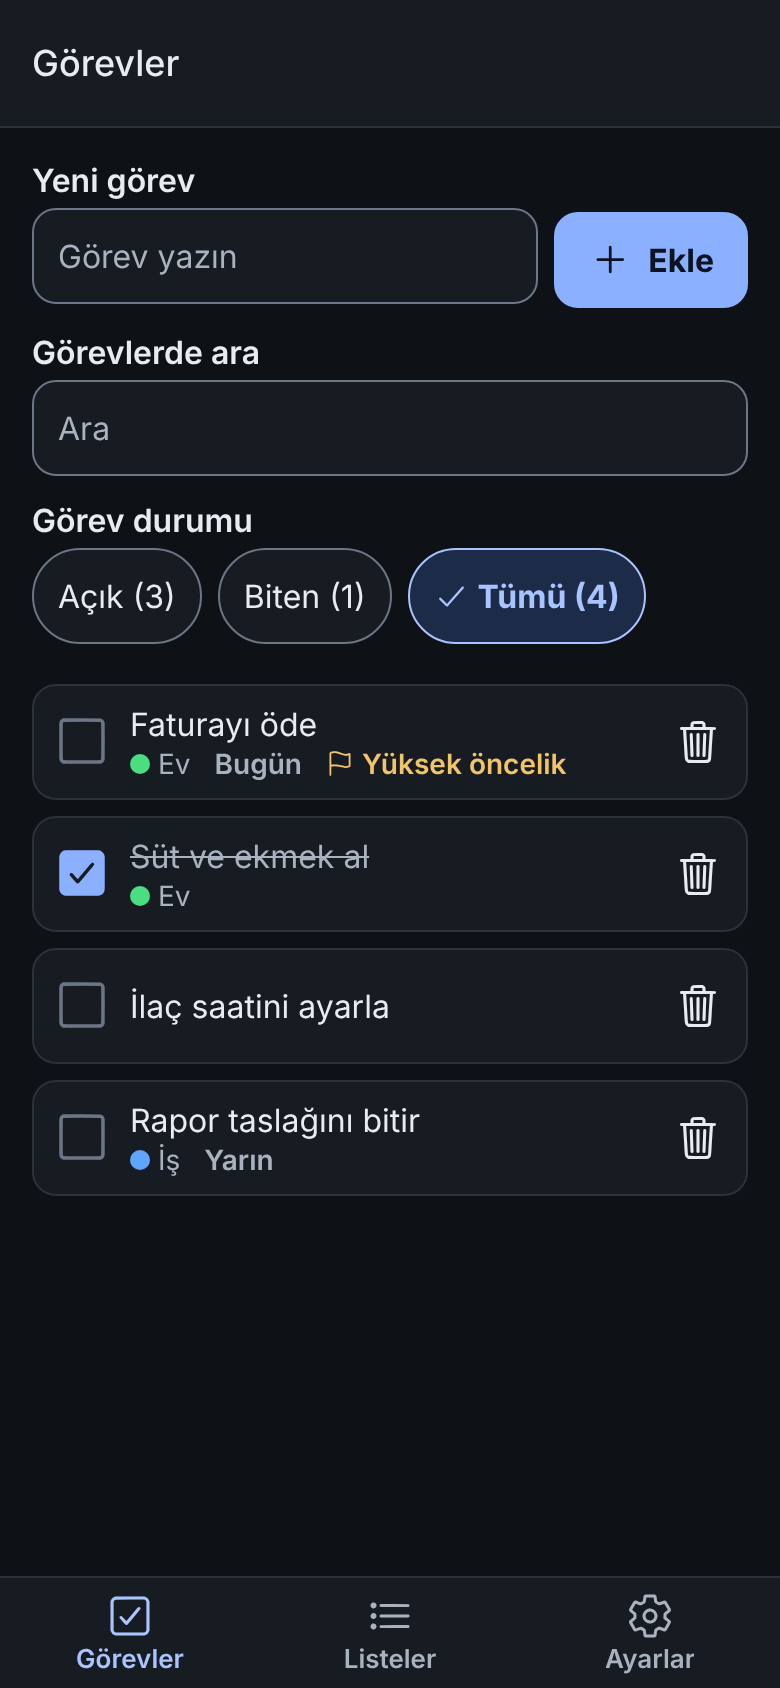 Görevler
Yeni görev
Görev yazın
Ekle
Görevlerde ara
Ara
Görev durumu
Açık (3) Biten (1) Tümü (4)
Faturayı öde
Ev Bugün Yüksek öncelik
Süt ve ekmek al
Ev
İlaç saatini ayarla
Rapor taslağını bitir
İş Yarın
Görevler Listeler Ayarlar